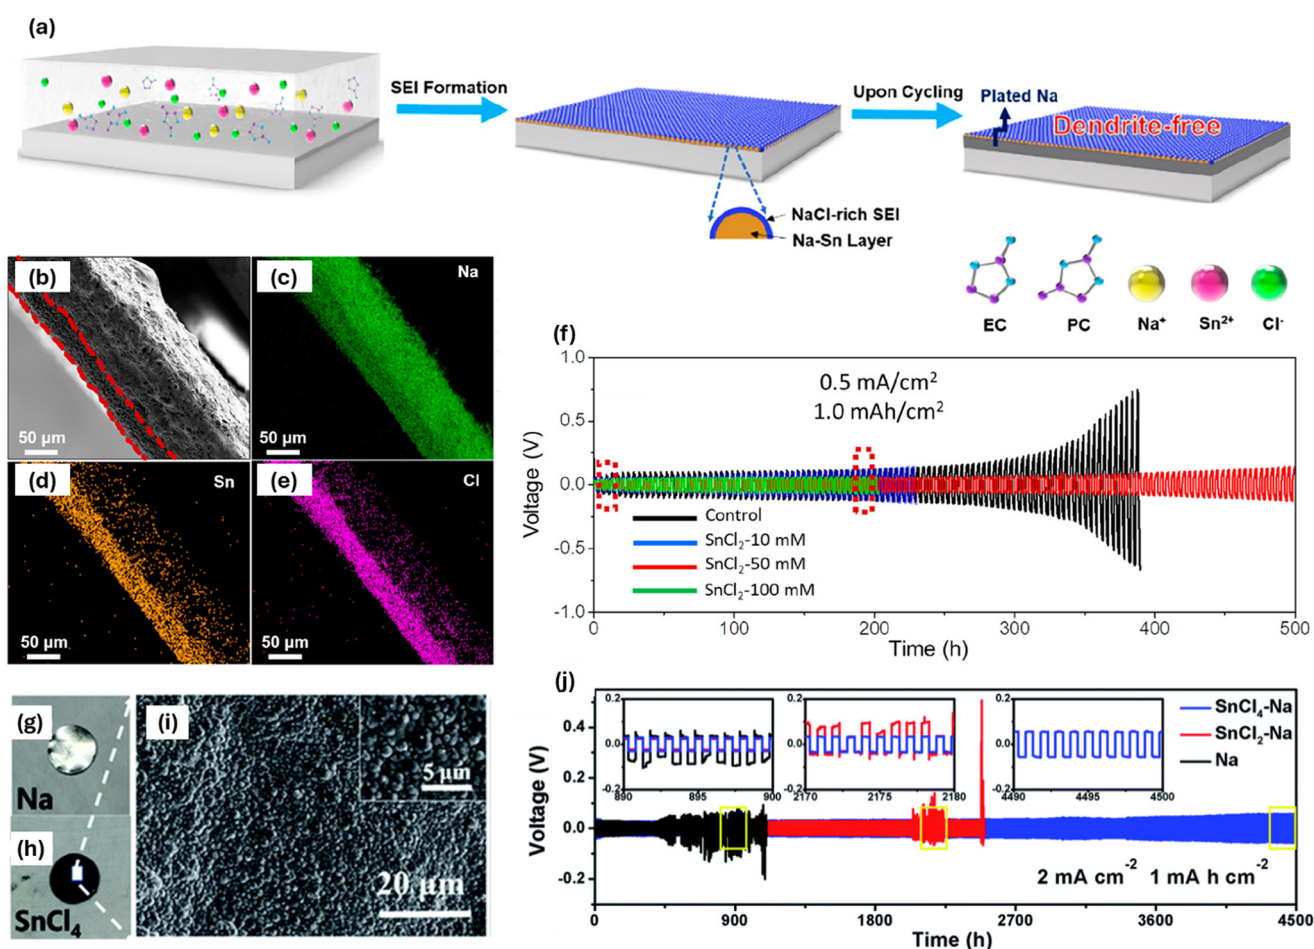 (a)
SEI Formation
Upon Cycling
Plated Na
Dendrite-free
NaCl-rich SEI
Na-Sn Layer
EC
PC
Na⁺
Sn²⁺
Cl⁻
(b)
50 µm
(c)
Na
50 µm
(d)
Sn
50 µm
(e)
Cl
50 µm
(f)
0.5 mA/cm²
1.0 mAh/cm²
Voltage (V)
1.0
0.5
0.0
-0.5
-1.0
Control
SnCl₂-10 mM
SnCl₂-50 mM
SnCl₂-100 mM
0 100 200 300 400 500
Time (h)
(g)
Na
(h)
SnCl₄
(i)
5 µm
20 µm
(j)
Voltage (V)
0.4
0.2
0.0
-0.2
0.2
0.0
-0.2
890 895 900
0.2
0.0
-0.2
2170 2175 2180
0.2
0.0
-0.2
4490 4495 4500
SnCl₄-Na
SnCl₂-Na
Na
2 mA cm⁻² 1 mA h cm⁻²
0 900 1800 2700 3600 4500
Time (h)